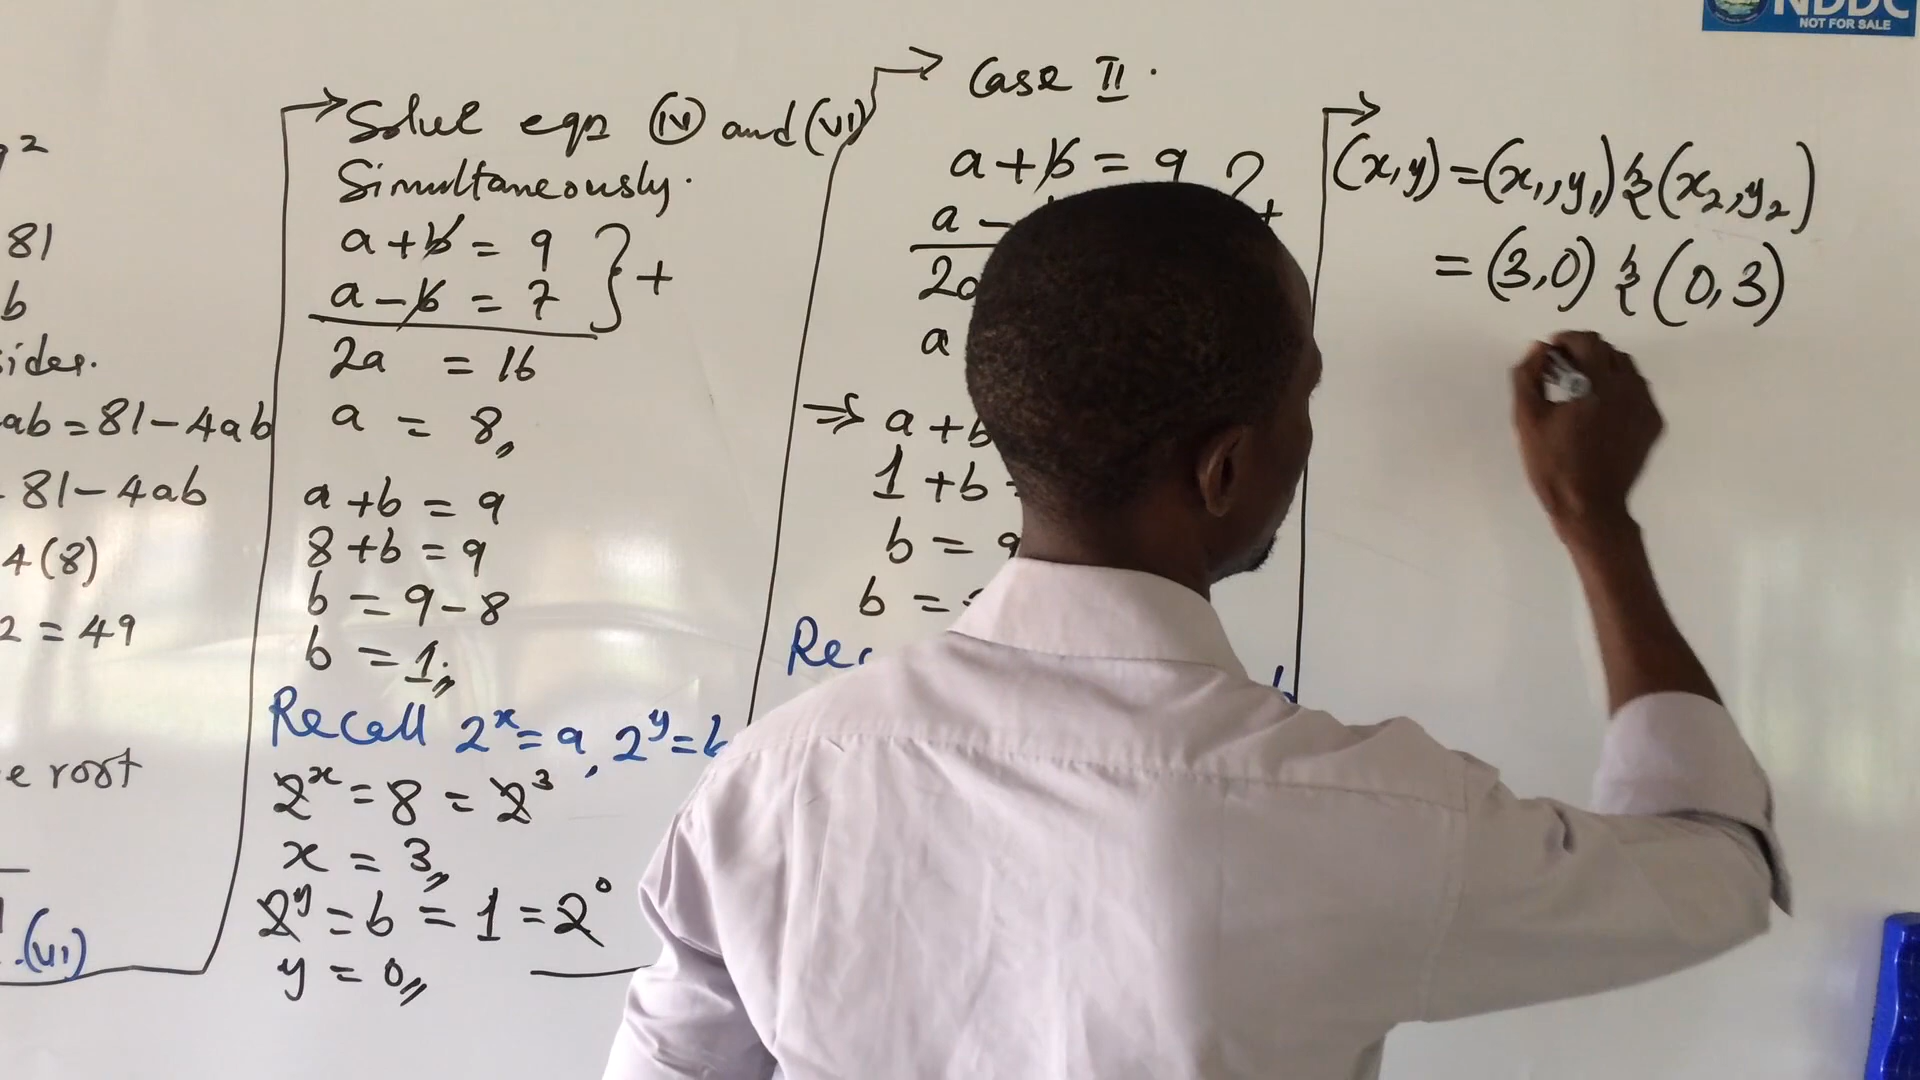 NDDC
NOT FOR SALE
2
81
b
sides.
ab = 81 - 4ab
81 - 4ab
4(8)
2 = 49
e root
.(vi)
Solve eqn (iv) and (vi)
Simultaneously.
a + b = 9
a - b = 7 } +
2a = 16
a = 8,,
a + b = 9
8 + b = 9
b = 9 - 8
b = 1,,
Recall 2^x = a, 2^y = b
2^x = 8 = 2^3
x = 3,,
2^y = b = 1 = 2^0
y = 0,,
Case II.
a + b = 9
a -
+
2a
a
⇒ a + b
1 + b =
b = 9
b =
Rec
b
(x,y) = (x₁,y₁) & (x₂,y₂)
= (3,0) & (0,3)